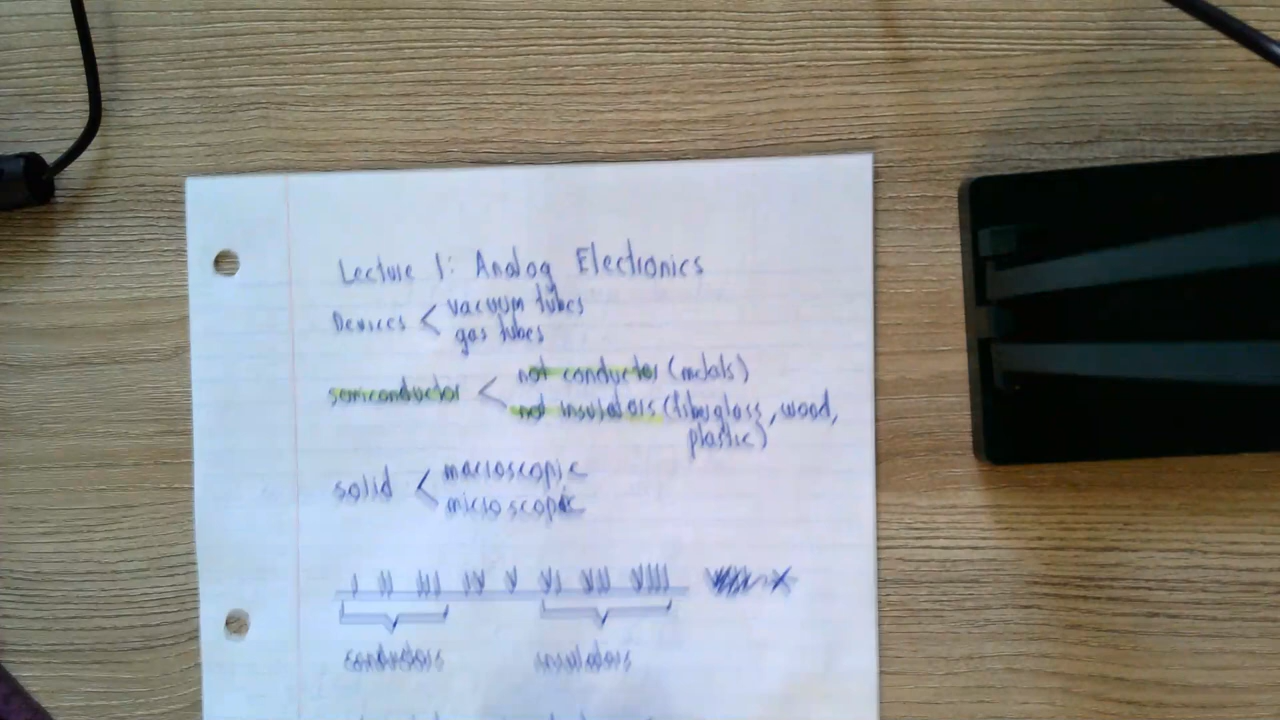 Lecture 1: Analog Electronics
Devices < vacuum tubes
gas tubes
semiconductor < not conductor (metals)
not insulators (fiberglass, wood,
plastic)
solid < macroscopic
microscopic
I II III IV V VI VII VIII
conductors insulators